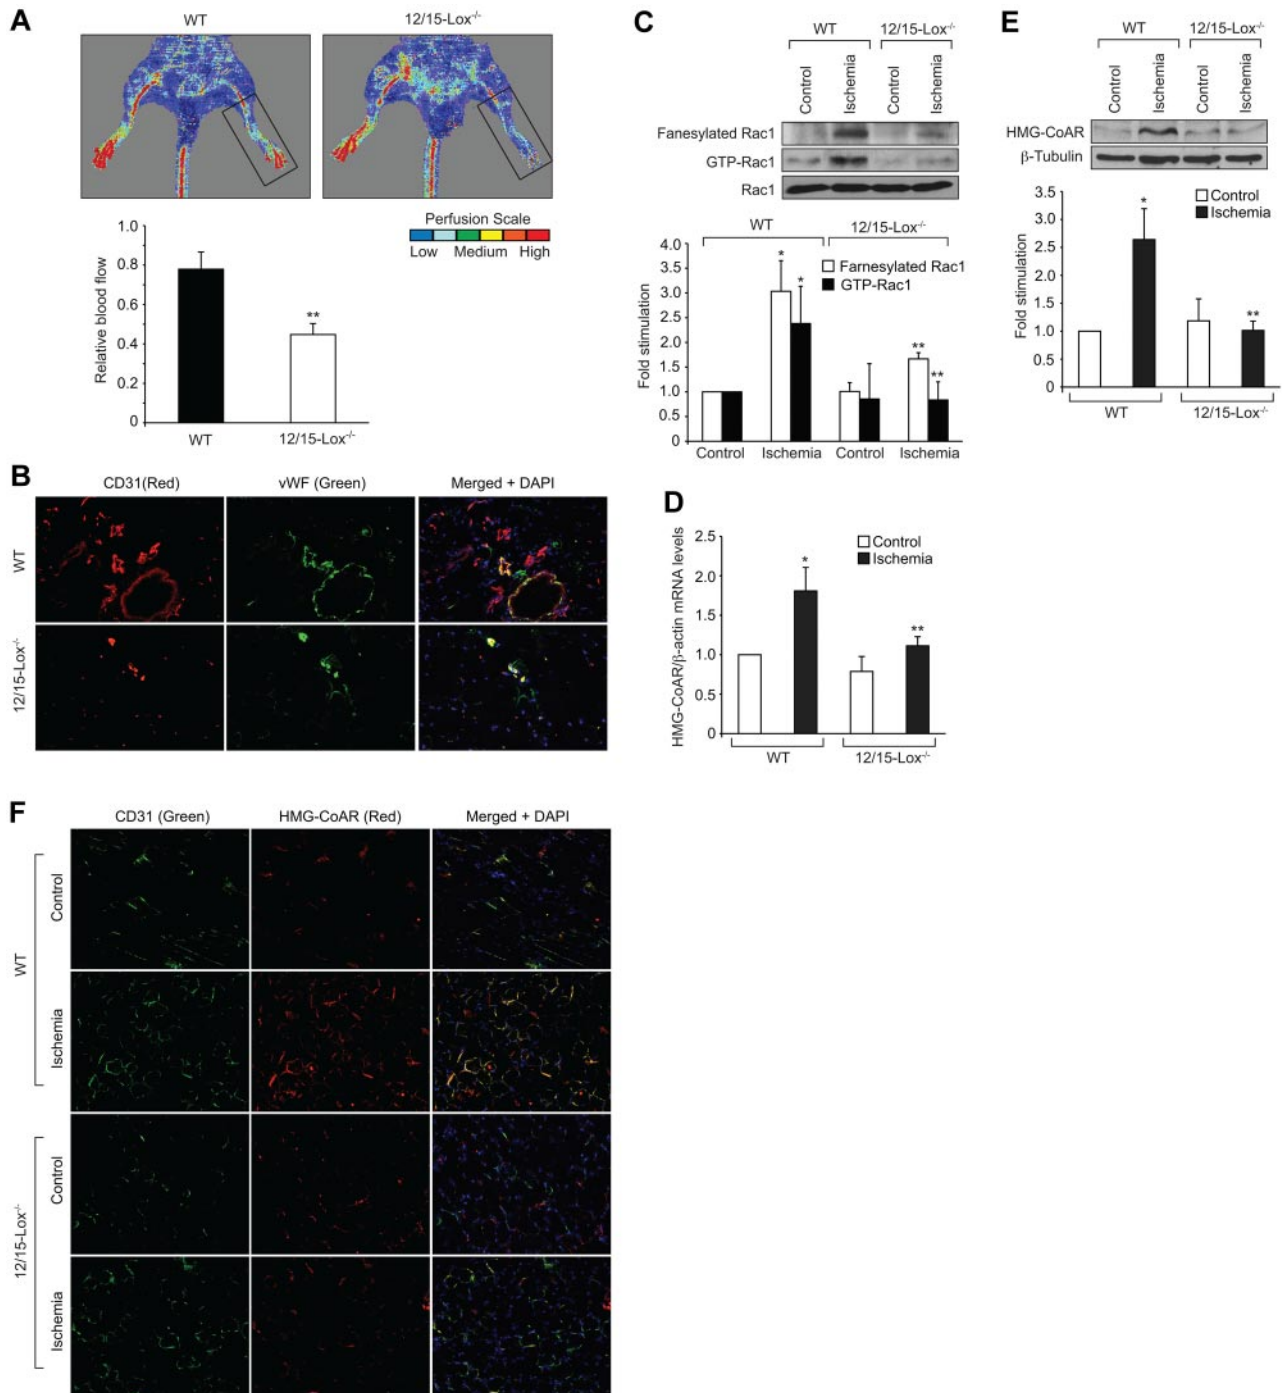 A
WT
12/15-Lox-/-
Perfusion Scale
Low Medium High
Relative blood flow
1.0
0.8
0.6
0.4
0.2
0
**
WT
12/15-Lox-/-
B
CD31(Red)
vWF (Green)
Merged + DAPI
WT
12/15-Lox-/-
C
WT
12/15-Lox-/-
Control
Ischemia
Control
Ischemia
Fanesylated Rac1
GTP-Rac1
Rac1
WT
12/15-Lox-/-
Farnesylated Rac1
GTP-Rac1
Fold stimulation
4.0
3.5
3.0
2.5
2.0
1.5
1.0
0.5
0
*
*
**
**
Control
Ischemia
Control
Ischemia
D
Control
Ischemia
HMG-CoAR/β-actin mRNA levels
2.5
2.0
1.5
1.0
0.5
0
*
**
WT
12/15-Lox-/-
E
WT
12/15-Lox-/-
Control
Ischemia
Control
Ischemia
HMG-CoAR
β-Tubulin
Control
Ischemia
Fold stimulation
3.5
3.0
2.5
2.0
1.5
1.0
0.5
0
*
**
WT
12/15-Lox-/-
F
CD31 (Green)
HMG-CoAR (Red)
Merged + DAPI
WT
Control
Ischemia
12/15-Lox-/-
Control
Ischemia